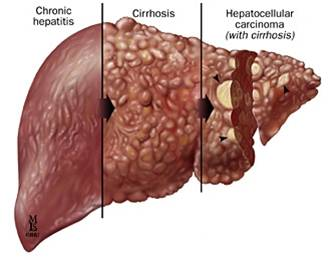 Chronic
hepatitis
Cirrhosis
Hepatocellular
carcinoma
(with cirrhosis)